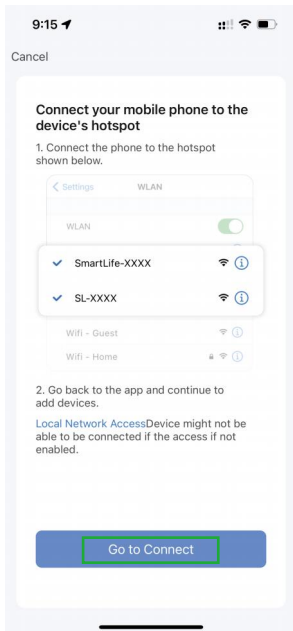 9:15
Cancel
Connect your mobile phone to the
device's hotspot
1. Connect the phone to the hotspot
shown below.
Settings WLAN
WLAN
SmartLife-XXXX
SL-XXXX
Wifi - Guest
Wifi - Home
2. Go back to the app and continue to
add devices.
Local Network AccessDevice might not be
able to be connected if the access if not
enabled.
Go to Connect